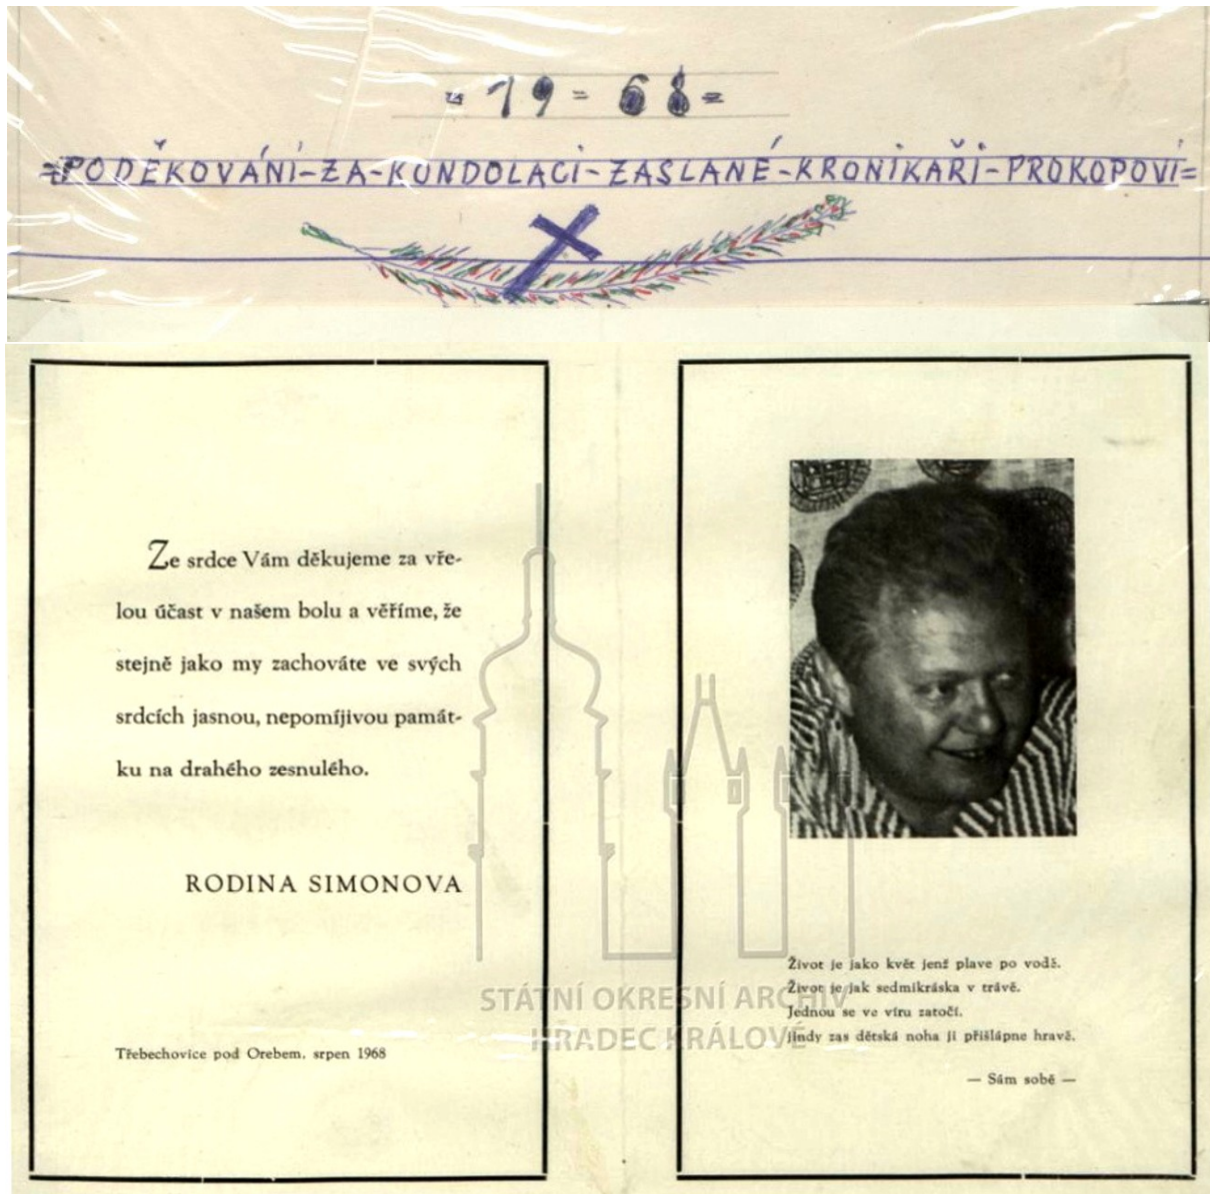 = 19 = 68 =
=PODĚKOVÁNÍ-ZA-KONDOLACI-ZASLANÉ-KRONIKAŘI-PROKOPOVI=
Ze srdce Vám děkujeme za vře-
lou účast v našem bolu a věříme, že
stejně jako my zachováte ve svých
srdcích jasnou, nepomíjivou památ-
ku na drahého zesnulého.
RODINA SIMONOVA
Třebechovice pod Orebem, srpen 1968
Život je jako květ jenž plave po vodě.
Život je jak sedmikráska v trávě.
Jednou se ve víru zatočí.
jindy zas dětská noha ji přišlápne hravě.
— Sám sobě —
STÁTNÍ OKRESNÍ ARCHIV
HRADEC KRÁLOVÉ